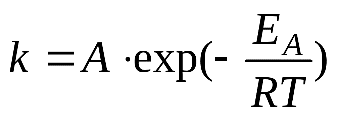 k = A ·exp(- E_A / RT)